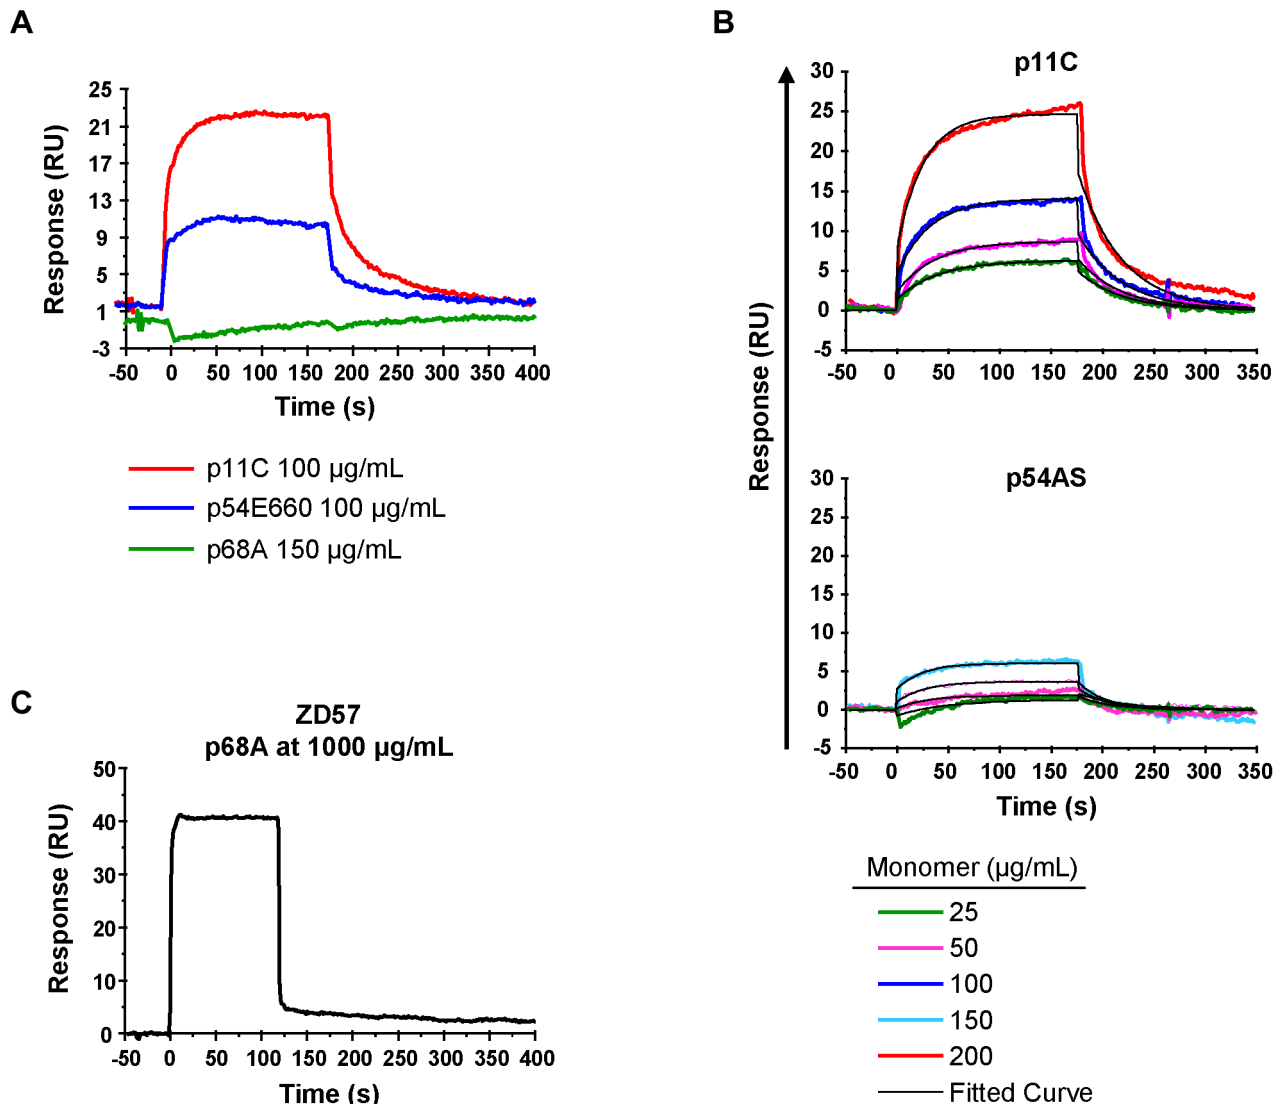 A
25
21
17
13
9
5
1
-3
Response (RU)
-50 0 50 100 150 200 250 300 350 400
Time (s)
p11C 100 µg/mL
p54E660 100 µg/mL
p68A 150 µg/mL
B
p11C
30
25
20
15
10
5
0
-5
-50 0 50 100 150 200 250 300 350
Response (RU)
p54AS
30
25
20
15
10
5
0
-5
-50 0 50 100 150 200 250 300 350
Time (s)
Monomer (µg/mL)
25
50
100
150
200
Fitted Curve
C
ZD57
p68A at 1000 µg/mL
50
40
30
20
10
0
Response (RU)
-50 0 50 100 150 200 250 300 350 400
Time (s)